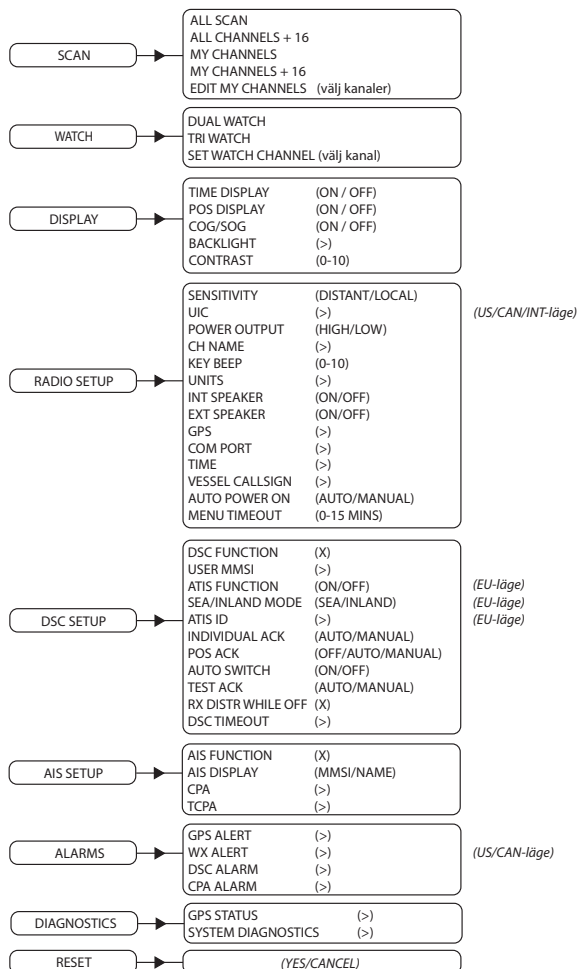 SCAN
ALL SCAN
ALL CHANNELS + 16
MY CHANNELS
MY CHANNELS + 16
EDIT MY CHANNELS (välj kanaler)
WATCH
DUAL WATCH
TRI WATCH
SET WATCH CHANNEL (välj kanal)
DISPLAY
TIME DISPLAY (ON / OFF)
POS DISPLAY (ON / OFF)
COG/SOG (ON / OFF)
BACKLIGHT (>)
CONTRAST (0-10)
RADIO SETUP
SENSITIVITY (DISTANT/LOCAL)
UIC (>) (US/CAN/INT-läge)
POWER OUTPUT (HIGH/LOW)
CH NAME (>)
KEY BEEP (0-10)
UNITS (>)
INT SPEAKER (ON/OFF)
EXT SPEAKER (ON/OFF)
GPS (>)
COM PORT (>)
TIME (>)
VESSEL CALLSIGN (>)
AUTO POWER ON (AUTO/MANUAL)
MENU TIMEOUT (0-15 MINS)
DSC SETUP
DSC FUNCTION (X)
USER MMSI (>)
ATIS FUNCTION (ON/OFF) (EU-läge)
SEA/INLAND MODE (SEA/INLAND) (EU-läge)
ATIS ID (>) (EU-läge)
INDIVIDUAL ACK (AUTO/MANUAL)
POS ACK (OFF/AUTO/MANUAL)
AUTO SWITCH (ON/OFF)
TEST ACK (AUTO/MANUAL)
RX DISTR WHILE OFF (X)
DSC TIMEOUT (>)
AIS SETUP
AIS FUNCTION (X)
AIS DISPLAY (MMSI/NAME)
CPA (>)
TCPA (>)
ALARMS
GPS ALERT (>)
WX ALERT (>) (US/CAN-läge)
DSC ALARM (>)
CPA ALARM (>)
DIAGNOSTICS
GPS STATUS (>)
SYSTEM DIAGNOSTICS (>)
RESET
(YES/CANCEL)